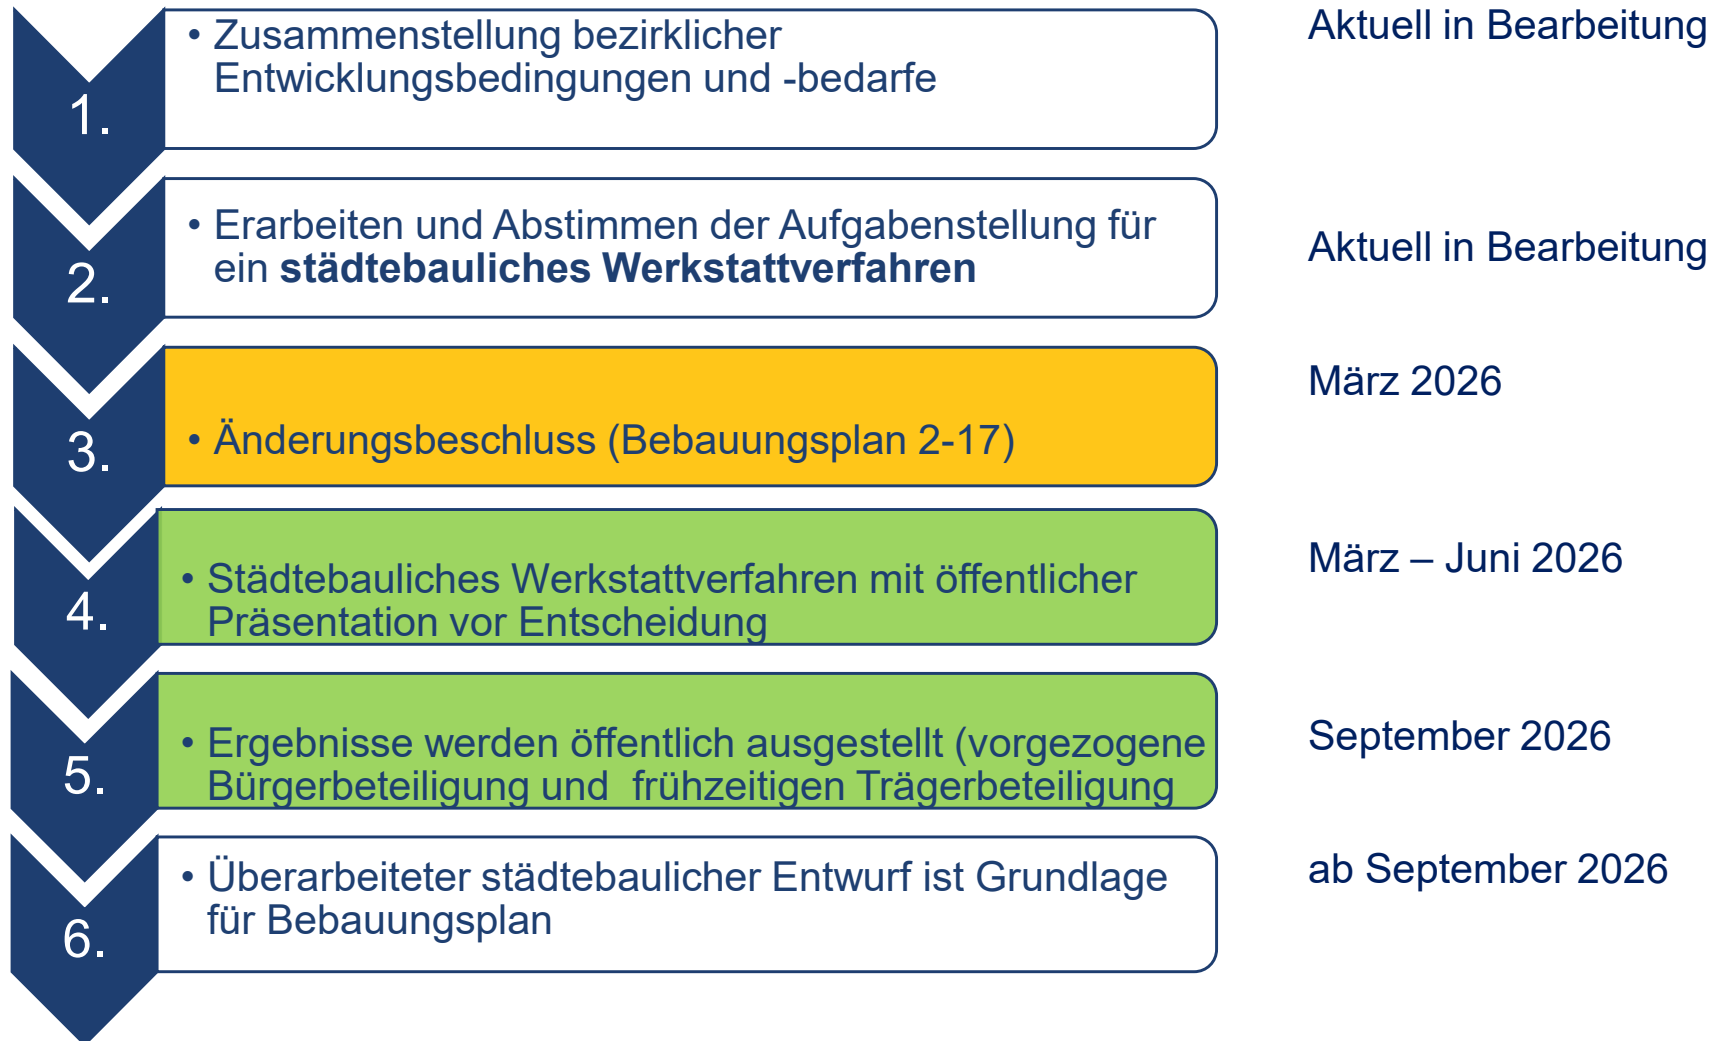 1.
• Zusammenstellung bezirklicher
Entwicklungsbedingungen und -bedarfe
Aktuell in Bearbeitung
2.
• Erarbeiten und Abstimmen der Aufgabenstellung für
ein städtebauliches Werkstattverfahren
Aktuell in Bearbeitung
3.
• Änderungsbeschluss (Bebauungsplan 2-17)
März 2026
4.
• Städtebauliches Werkstattverfahren mit öffentlicher
Präsentation vor Entscheidung
März – Juni 2026
5.
• Ergebnisse werden öffentlich ausgestellt (vorgezogene
Bürgerbeteiligung und  frühzeitigen Trägerbeteiligung
September 2026
6.
• Überarbeiteter städtebaulicher Entwurf ist Grundlage
für Bebauungsplan
ab September 2026